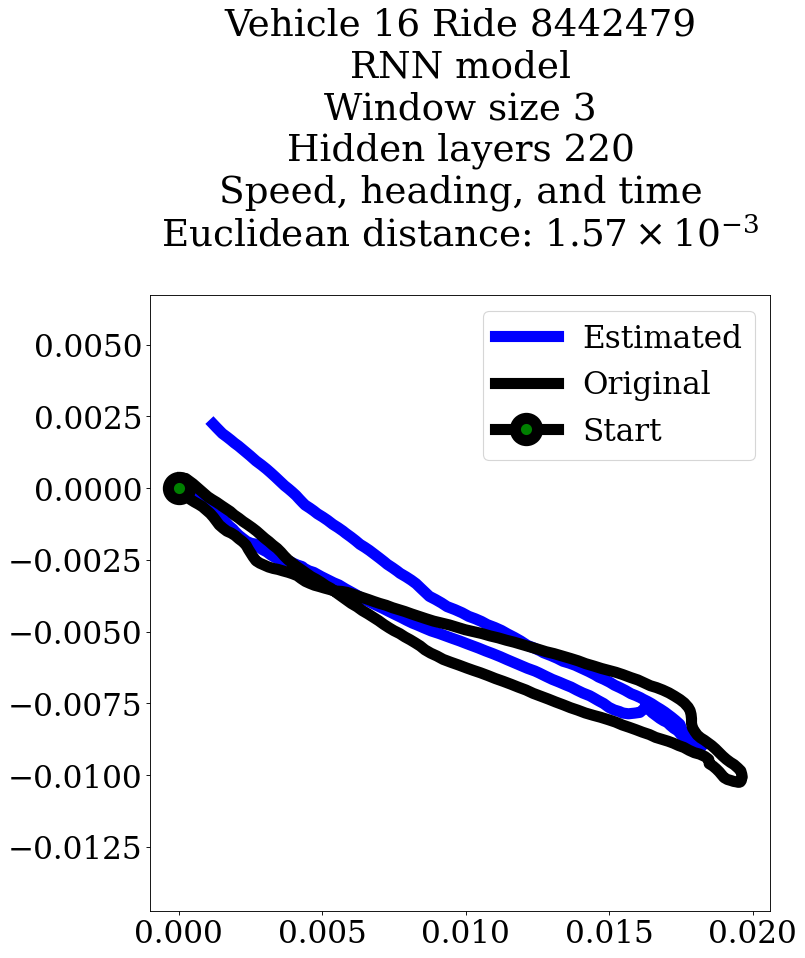 Vehicle 16 Ride 8442479
RNN model
Window size 3
Hidden layers 220
Speed, heading, and time
Euclidean distance: 1.57 × 10⁻³
Estimated
Original
Start
0.0050
0.0025
0.0000
−0.0025
−0.0050
−0.0075
−0.0100
−0.0125
0.000 0.005 0.010 0.015 0.020